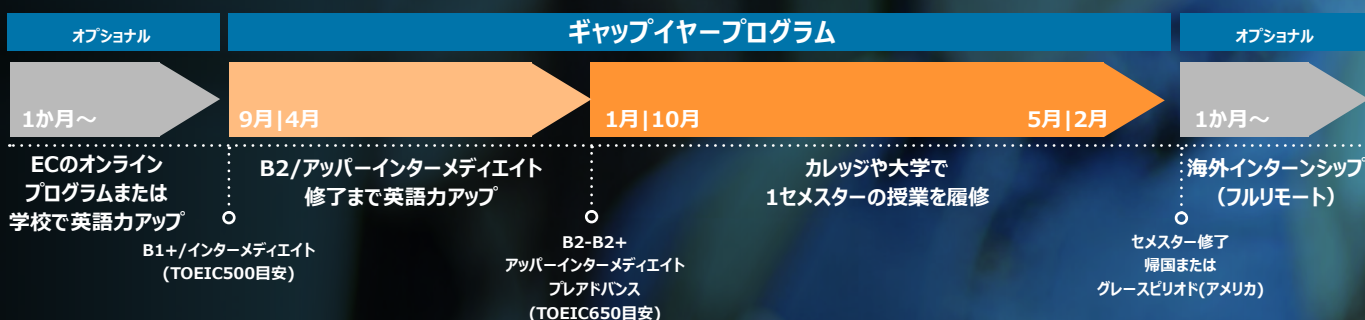 オプショナル
ギャップイヤープログラム
オプショナル
1か月～
9月|4月
1月|10月
5月|2月
1か月～
ECのオンライン
プログラムまたは
学校で英語力アップ
B2/アッパーインターメディエイト
修了まで英語力アップ
カレッジや大学で
1セメスターの授業を履修
海外インターンシップ
（フルリモート）
B1+/インターメディエイト
(TOEIC500目安)
B2-B2+
アッパーインターメディエイト
プレアドバンス
(TOEIC650目安)
セメスター修了
帰国または
グレースピリオド(アメリカ)